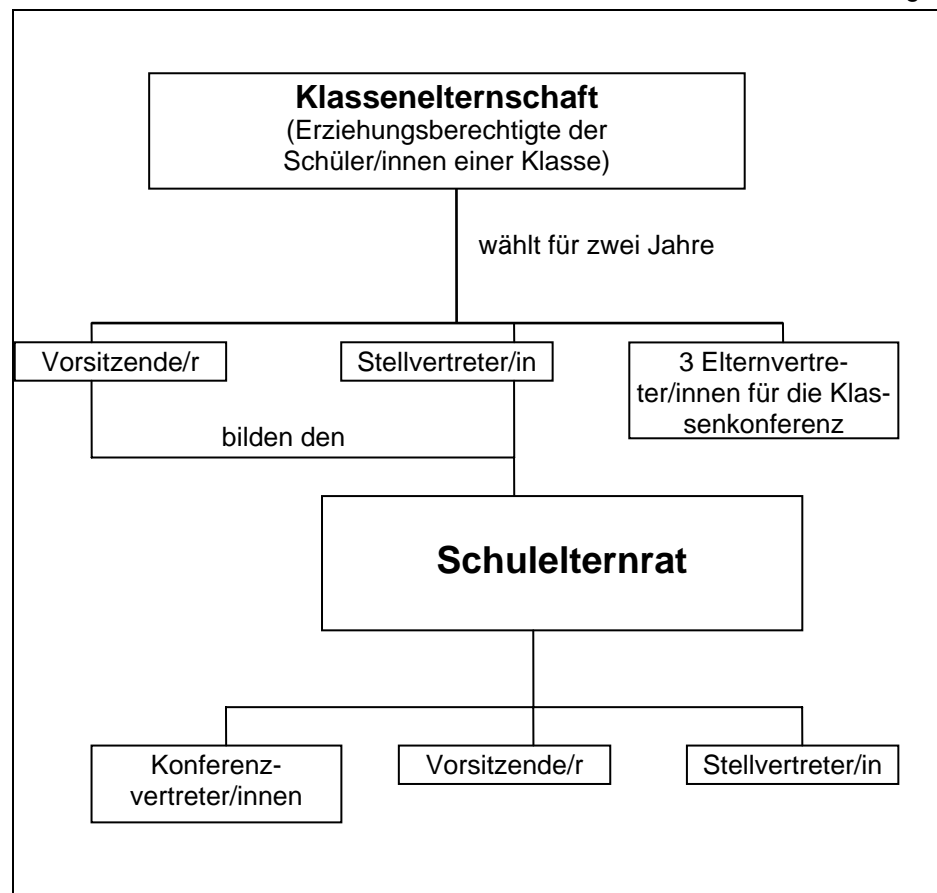 Klassenelternschaft
(Erziehungsberechtigte der
Schüler/innen einer Klasse)
wählt für zwei Jahre
Vorsitzende/r
Stellvertreter/in
3 Elternvertre-
ter/innen für die Klas-
senkonferenz
bilden den
Schulelternrat
Konferenz-
vertreter/innen
Vorsitzende/r
Stellvertreter/in